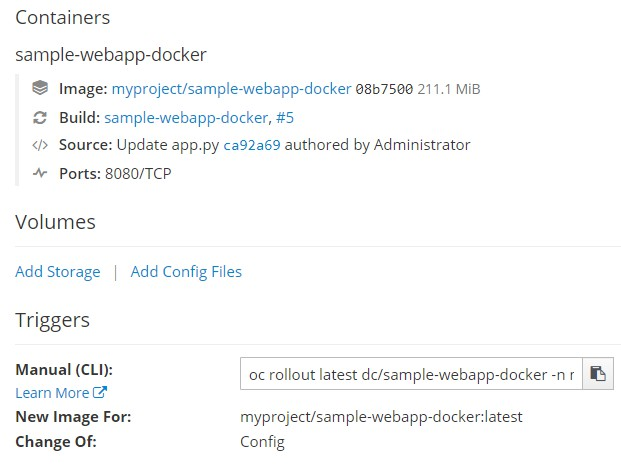 Containers
sample-webapp-docker
Image: myproject/sample-webapp-docker 08b7500 211.1 MiB
Build: sample-webapp-docker, #5
Source: Update app.py ca92a69 authored by Administrator
Ports: 8080/TCP
Volumes
Add Storage | Add Config Files
Triggers
Manual (CLI): oc rollout latest dc/sample-webapp-docker -n
Learn More
New Image For: myproject/sample-webapp-docker:latest
Change Of: Config